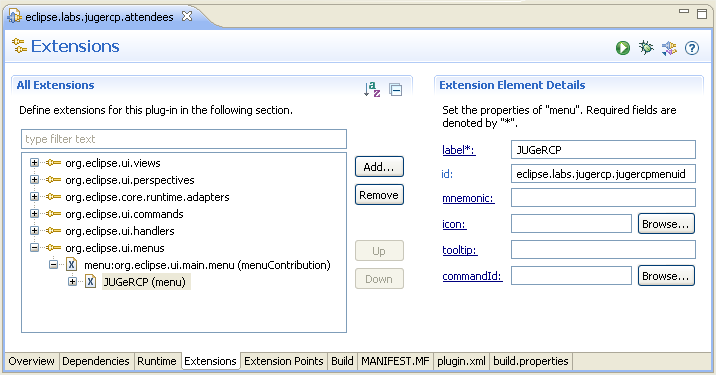 eclipse.labs.jugercp.attendees
Extensions
All Extensions
Define extensions for this plug-in in the following section.
type filter text
org.eclipse.ui.views
org.eclipse.ui.perspectives
org.eclipse.core.runtime.adapters
org.eclipse.ui.commands
org.eclipse.ui.handlers
org.eclipse.ui.menus
menu:org.eclipse.ui.main.menu (menuContribution)
JUGeRCP (menu)
Add...
Remove
Up
Down
Extension Element Details
Set the properties of "menu". Required fields are
denoted by "*".
label*: JUGeRCP
id: eclipse.labs.jugercp.jugercpmenuid
mnemonic:
icon: Browse...
tooltip:
commandId: Browse...
Overview Dependencies Runtime Extensions Extension Points Build MANIFEST.MF plugin.xml build.properties